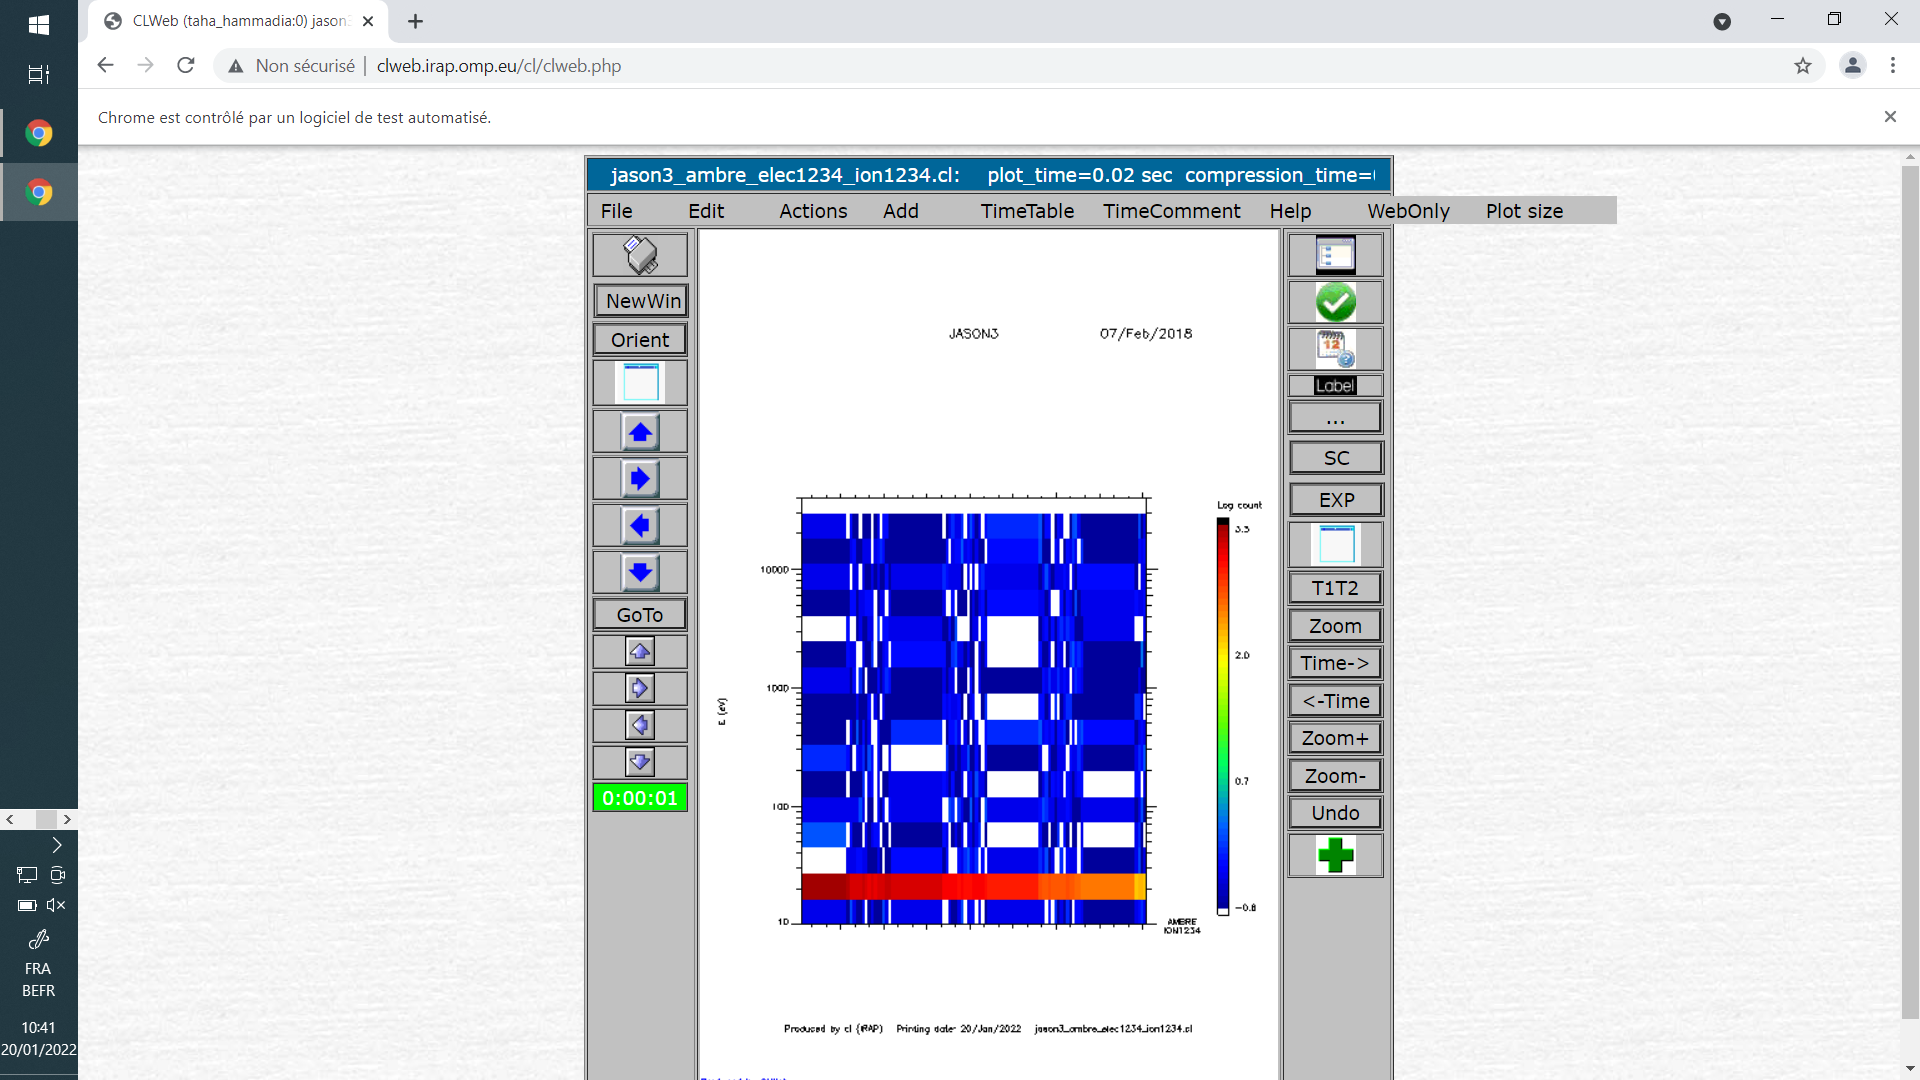 CLWeb (taha_hammadia:0) jason3
Non sécurisé | clweb.irap.omp.eu/cl/clweb.php
Chrome est contrôlé par un logiciel de test automatisé.
jason3_ambre_elec1234_ion1234.cl: plot_time=0.02 sec compression_time=
File Edit Actions Add TimeTable TimeComment Help WebOnly Plot size
NewWin
Orient
GoTo
0:00:01
JASON3 07/Feb/2018
Log count
3.3
2.0
0.7
-0.8
E (eV)
10000
1000
100
10
AMBRE
ION1234
Produced by cl (IRAP) Printing date: 20/Jan/2022 jason3_ambre_elec1234_ion1234.cl
12
Label
...
SC
EXP
T1T2
Zoom
Time->
<-Time
Zoom+
Zoom-
Undo
FRA
BEFR
10:41
20/01/2022